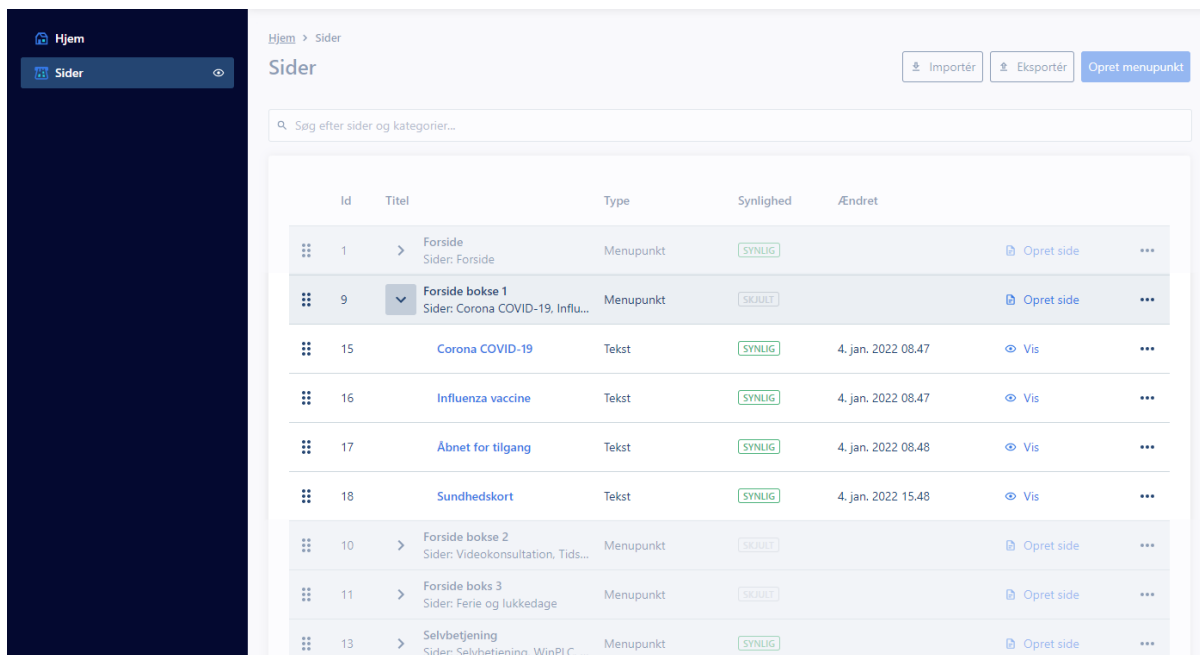 Hjem
Sider
Hjem > Sider
Sider
Importér
Eksportér
Opret menupunkt
Søg efter sider og kategorier...
Id Titel Type Synlighed Ændret
1 Forside Menupunkt SYNLIG Opret side
Sider: Forside
9 Forside bokse 1 Menupunkt SKJULT Opret side
Sider: Corona COVID-19, Influ...
15 Corona COVID-19 Tekst SYNLIG 4. jan. 2022 08.47 Vis
16 Influenza vaccine Tekst SYNLIG 4. jan. 2022 08.47 Vis
17 Åbnet for tilgang Tekst SYNLIG 4. jan. 2022 08.48 Vis
18 Sundhedskort Tekst SYNLIG 4. jan. 2022 15.48 Vis
10 Forside bokse 2 Menupunkt SKJULT Opret side
Sider: Videokonsultation, Tids...
11 Forside boks 3 Menupunkt SKJULT Opret side
Sider: Ferie og lukkedage
13 Selvbetjening Menupunkt SYNLIG Opret side
Sider: Selvbetjening, WinPLC, ...